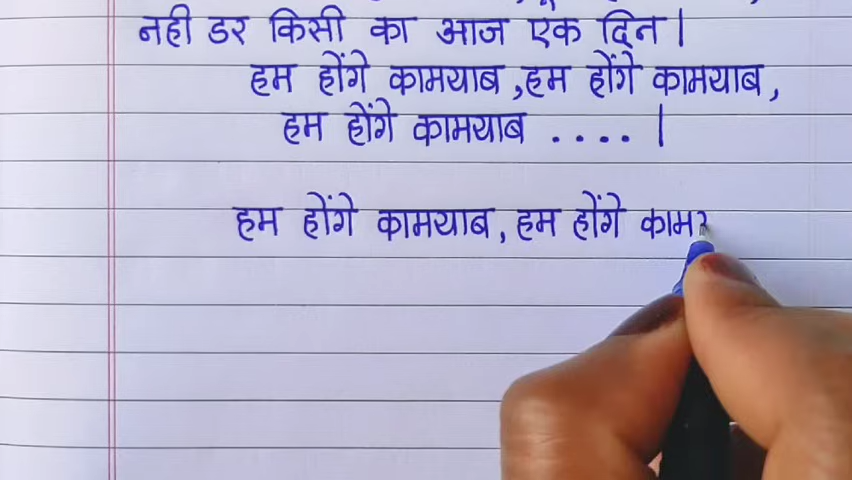 नही डर किसी का आज एक दिन।
हम होंगे कामयाब,हम होंगे कामयाब,
हम होंगे कामयाब ....।
हम होंगे कामयाब, हम होंगे